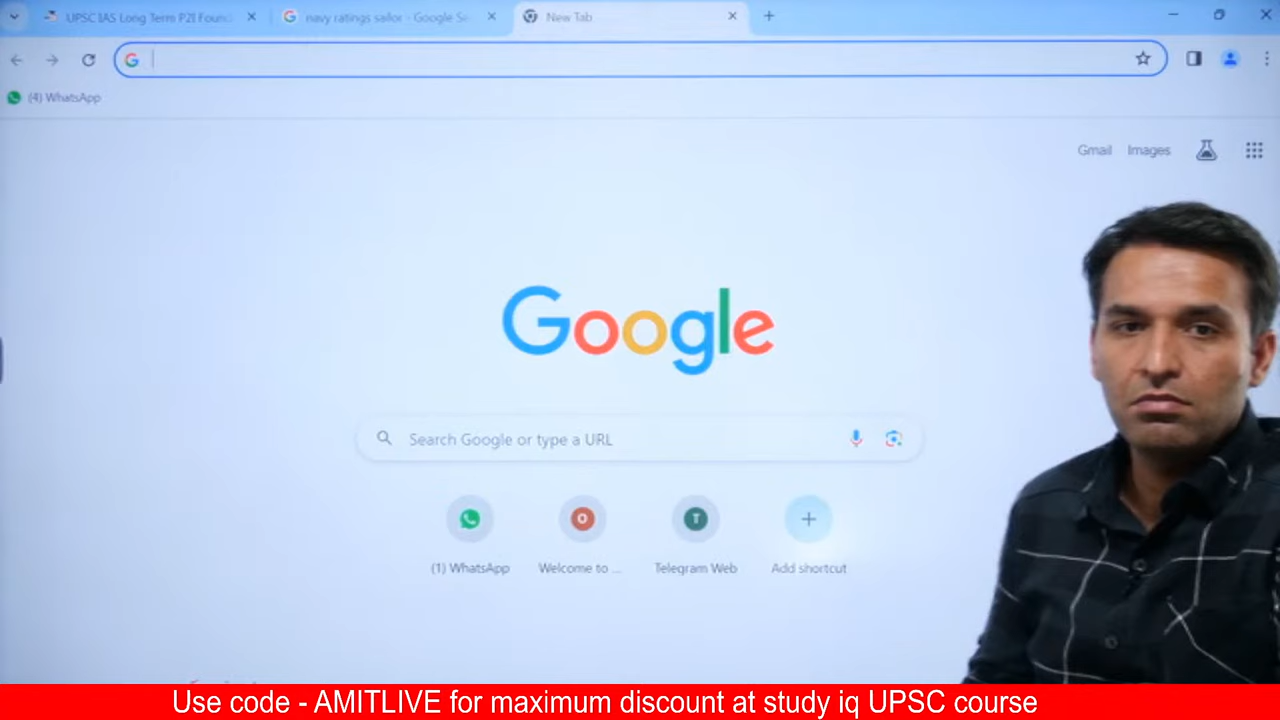 UPSC IAS Long Term P2I Found
navy ratings sailor - Google Se
New Tab
(4) WhatsApp
Gmail
Images
Google
Search Google or type a URL
(1) WhatsApp
Welcome to ...
Telegram Web
Add shortcut
O
T
Use code - AMITLIVE for maximum discount at study iq UPSC course